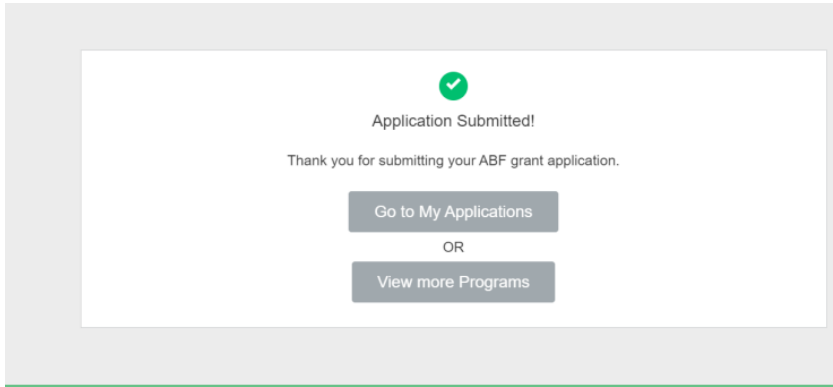 Application Submitted!
Thank you for submitting your ABF grant application.
Go to My Applications
OR
View more Programs